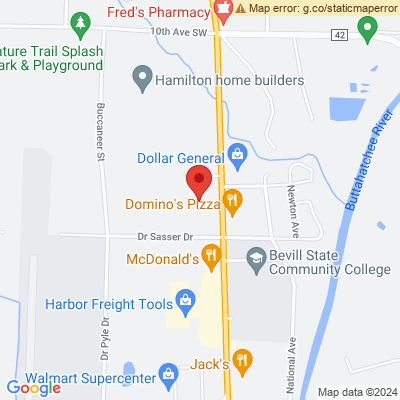 Fred's Pharmacy
Map error: g.co/staticmaperror
10th Ave SW
42
ature Trail Splash
ark & Playground
Hamilton home builders
Buccaneer St
Buttahatchee River
Dollar General
Newton Ave
Domino's Pizza
Dr Sasser Dr
McDonald's
Bevill State
Community College
Harbor Freight Tools
Dr Pyle Dr
National Ave
Jack's
Walmart Supercenter
Google
Map data ©2024